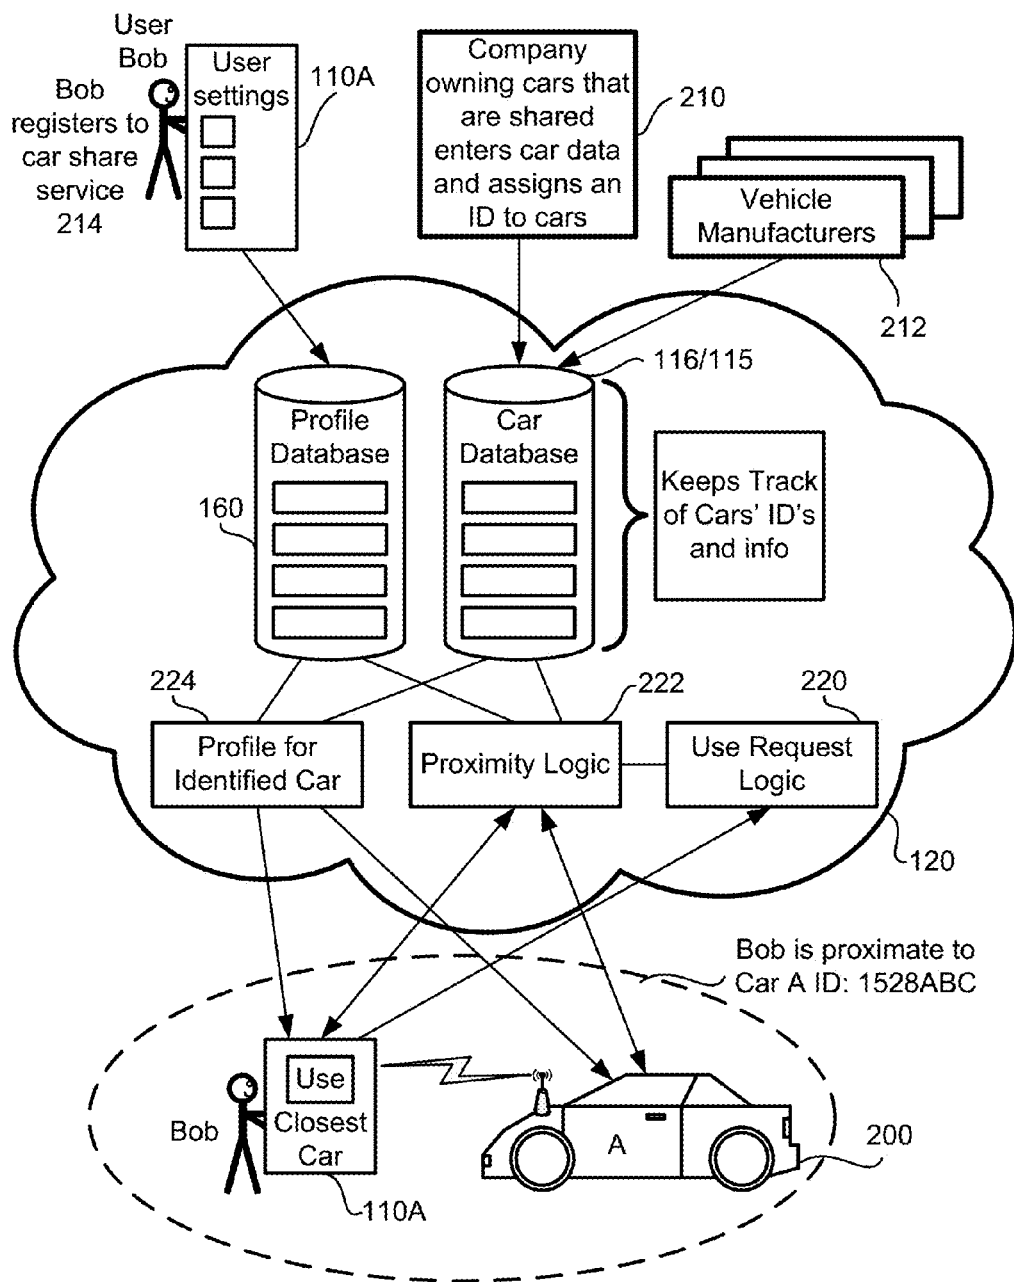 User
Bob
Bob
registers to
car share
service
214
User
settings
110A
Company
owning cars that
are shared
enters car data
and assigns an
ID to cars
210
Vehicle
Manufacturers
212
116/115
Profile
Database
Car
Database
160
Keeps Track
of Cars' ID's
and info
224
222
220
Profile for
Identified Car
Proximity Logic
Use Request
Logic
120
Bob is proximate to
Car A ID: 1528ABC
Use
Closest
Car
Bob
A
200
110A